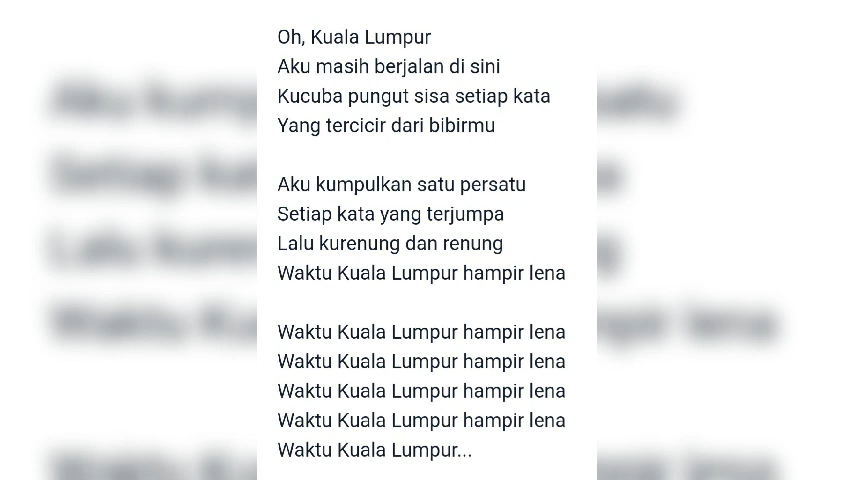 Oh, Kuala Lumpur
Aku masih berjalan di sini
Kucuba pungut sisa setiap kata
Yang tercicir dari bibirmu

Aku kumpulkan satu persatu
Setiap kata yang terjumpa
Lalu kurenung dan renung
Waktu Kuala Lumpur hampir lena

Waktu Kuala Lumpur hampir lena
Waktu Kuala Lumpur hampir lena
Waktu Kuala Lumpur hampir lena
Waktu Kuala Lumpur hampir lena
Waktu Kuala Lumpur...